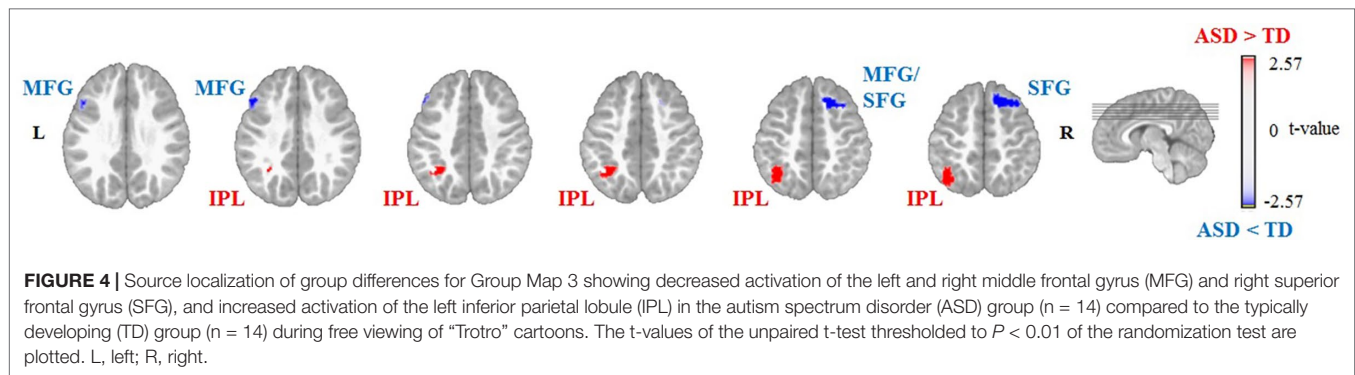 ASD > TD
MFG
MFG
MFG/
SFG
SFG
2.57
L
R
0 t-value
IPL
IPL
IPL
IPL
IPL
-2.57
ASD < TD
FIGURE 4 | Source localization of group differences for Group Map 3 showing decreased activation of the left and right middle frontal gyrus (MFG) and right superior
frontal gyrus (SFG), and increased activation of the left inferior parietal lobule (IPL) in the autism spectrum disorder (ASD) group (n = 14) compared to the typically
developing (TD) group (n = 14) during free viewing of “Trotro” cartoons. The t-values of the unpaired t-test thresholded to P < 0.01 of the randomization test are
plotted. L, left; R, right.